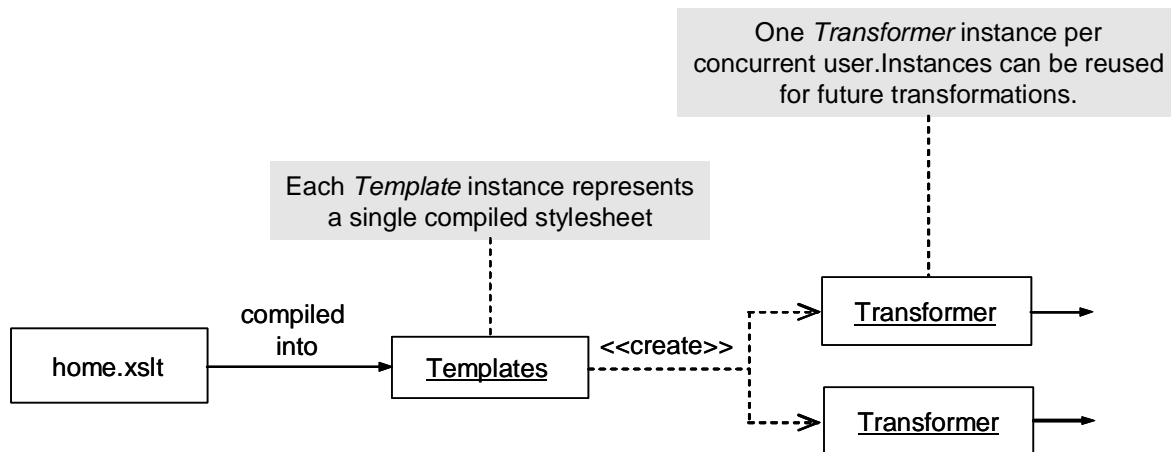 One Transformer instance per
concurrent user.Instances can be reused
for future transformations.
Each Template instance represents
a single compiled stylesheet
compiled
into
home.xslt
Templates
<<create>>
Transformer
Transformer